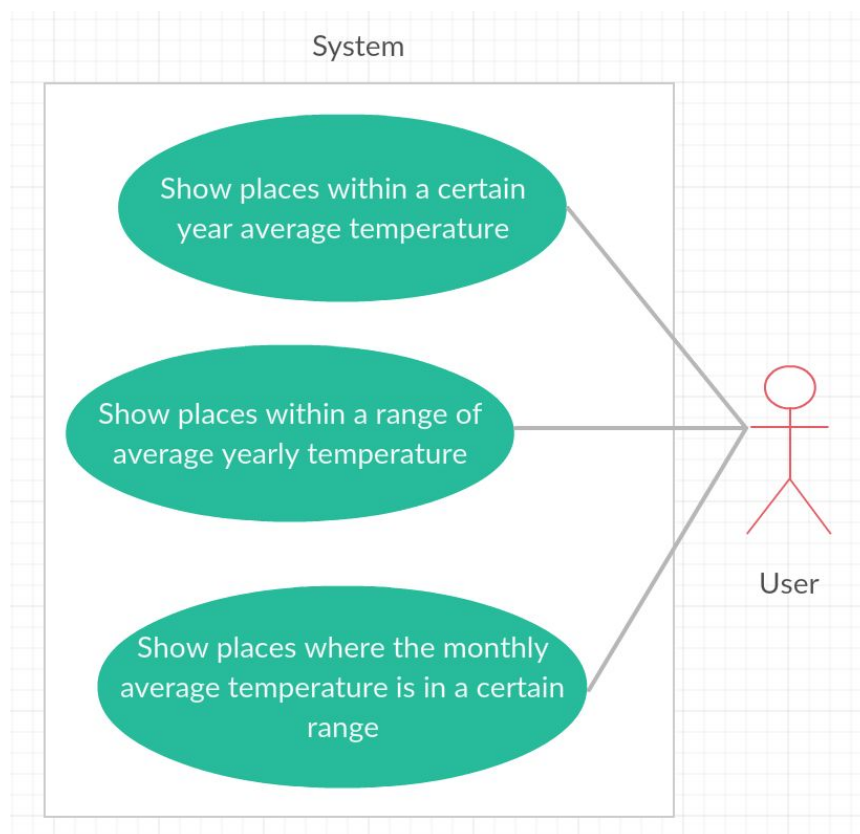 System
Show places within a certain
year average temperature
Show places within a range of
average yearly temperature
Show places where the monthly
average temperature is in a certain
range
User